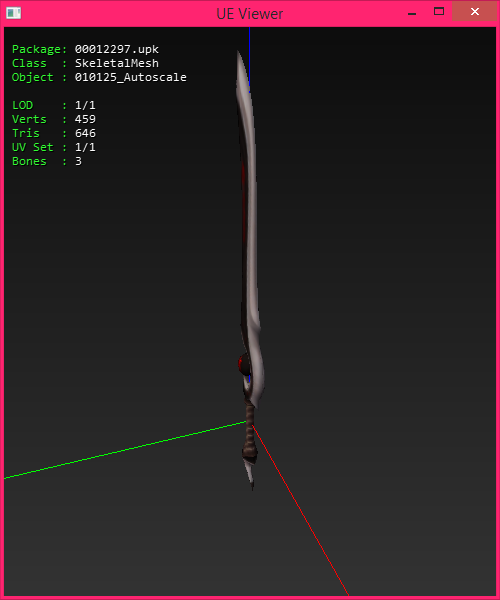 UE Viewer
Package: 00012297.upk
Class  : SkeletalMesh
Object : 010125_Autoscale
LOD    : 1/1
Verts  : 459
Tris   : 646
UV Set : 1/1
Bones  : 3